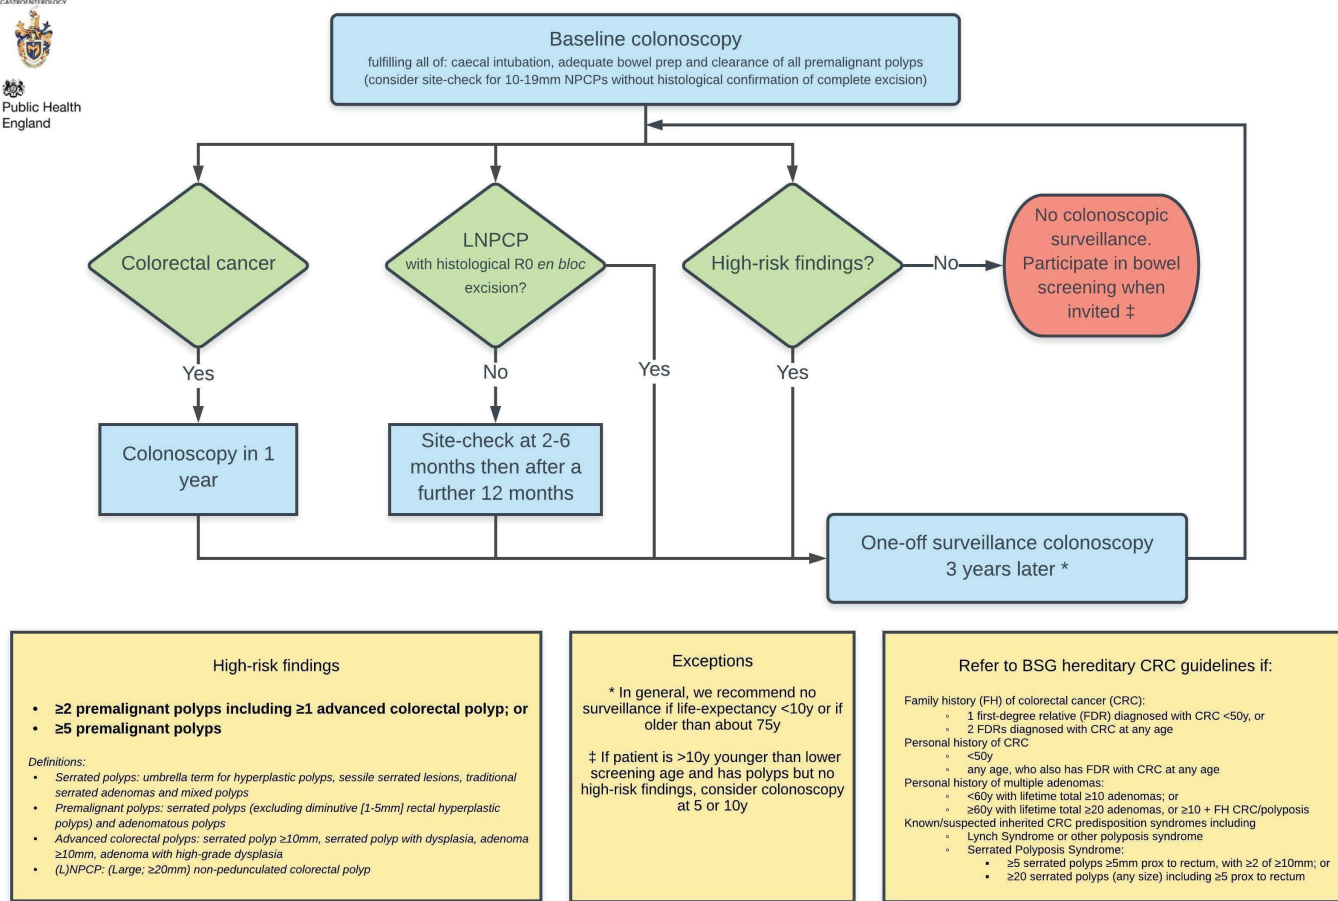 GASTROENTEROLOGY
Public Health
England
Baseline colonoscopy
fulfilling all of: caecal intubation, adequate bowel prep and clearance of all premalignant polyps
(consider site-check for 10-19mm NPCPs without histological confirmation of complete excision)
Colorectal cancer
LNPCP
with histological R0 en bloc
excision?
High-risk findings?
No
No colonoscopic
surveillance.
Participate in bowel
screening when
invited ‡
Yes
No
Yes
Yes
Colonoscopy in 1
year
Site-check at 2-6
months then after a
further 12 months
One-off surveillance colonoscopy
3 years later *
High-risk findings
• ≥2 premalignant polyps including ≥1 advanced colorectal polyp; or
• ≥5 premalignant polyps
Definitions:
• Serrated polyps: umbrella term for hyperplastic polyps, sessile serrated lesions, traditional
serrated adenomas and mixed polyps
• Premalignant polyps: serrated polyps (excluding diminutive [1-5mm] rectal hyperplastic
polyps) and adenomatous polyps
• Advanced colorectal polyps: serrated polyp ≥10mm, serrated polyp with dysplasia, adenoma
≥10mm, adenoma with high-grade dysplasia
• (L)NPCP: (Large; ≥20mm) non-pedunculated colorectal polyp
Exceptions
* In general, we recommend no
surveillance if life-expectancy <10y or if
older than about 75y
‡ If patient is >10y younger than lower
screening age and has polyps but no
high-risk findings, consider colonoscopy
at 5 or 10y
Refer to BSG hereditary CRC guidelines if:
Family history (FH) of colorectal cancer (CRC):
◦ 1 first-degree relative (FDR) diagnosed with CRC <50y, or
◦ 2 FDRs diagnosed with CRC at any age
Personal history of CRC
◦ <50y
◦ any age, who also has FDR with CRC at any age
Personal history of multiple adenomas:
◦ <60y with lifetime total ≥10 adenomas; or
◦ ≥60y with lifetime total ≥20 adenomas, or ≥10 + FH CRC/polyposis
Known/suspected inherited CRC predisposition syndromes including
◦ Lynch Syndrome or other polyposis syndrome
◦ Serrated Polyposis Syndrome:
▪ ≥5 serrated polyps ≥5mm prox to rectum, with ≥2 of ≥10mm; or
▪ ≥20 serrated polyps (any size) including ≥5 prox to rectum